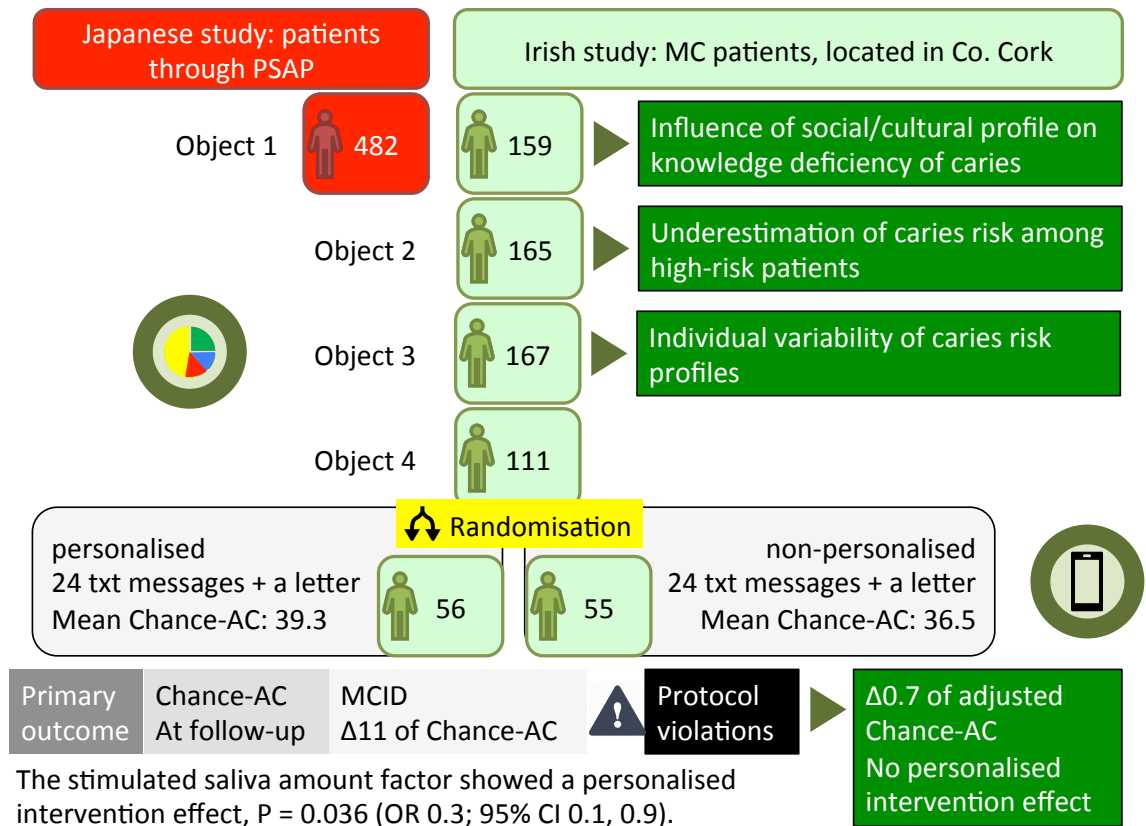 Japanese study: patients
through PSAP
Irish study: MC patients, located in Co. Cork
Object 1
482
159
Influence of social/cultural profile on
knowledge deficiency of caries
Object 2
165
Underestimation of caries risk among
high-risk patients
Object 3
167
Individual variability of caries risk
profiles
Object 4
111
Randomisation
personalised
24 txt messages + a letter
Mean Chance-AC: 39.3
56
55
non-personalised
24 txt messages + a letter
Mean Chance-AC: 36.5
Primary
outcome
Chance-AC
At follow-up
MCID
Δ11 of Chance-AC
Protocol
violations
Δ0.7 of adjusted
Chance-AC
No personalised
intervention effect
The stimulated saliva amount factor showed a personalised
intervention effect, P = 0.036 (OR 0.3; 95% CI 0.1, 0.9).